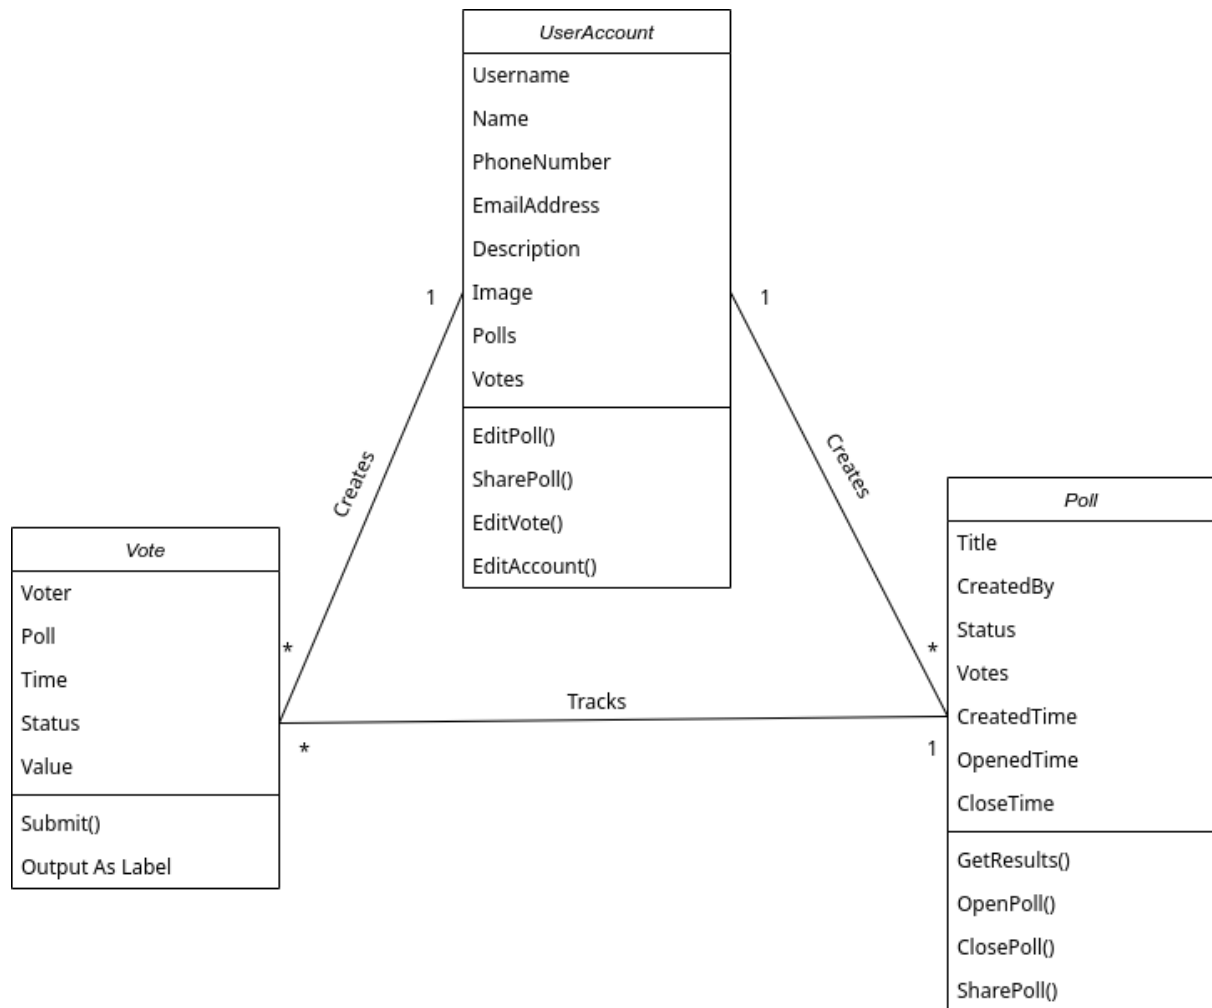 UserAccount
Username
Name
PhoneNumber
EmailAddress
Description
Image
Polls
Votes
EditPoll()
SharePoll()
EditVote()
EditAccount()
1
1
Creates
Creates
*
*
Vote
Voter
Poll
Time
Status
Value
Submit()
Output As Label
Tracks
*
1
Poll
Title
CreatedBy
Status
Votes
CreatedTime
OpenedTime
CloseTime
GetResults()
OpenPoll()
ClosePoll()
SharePoll()